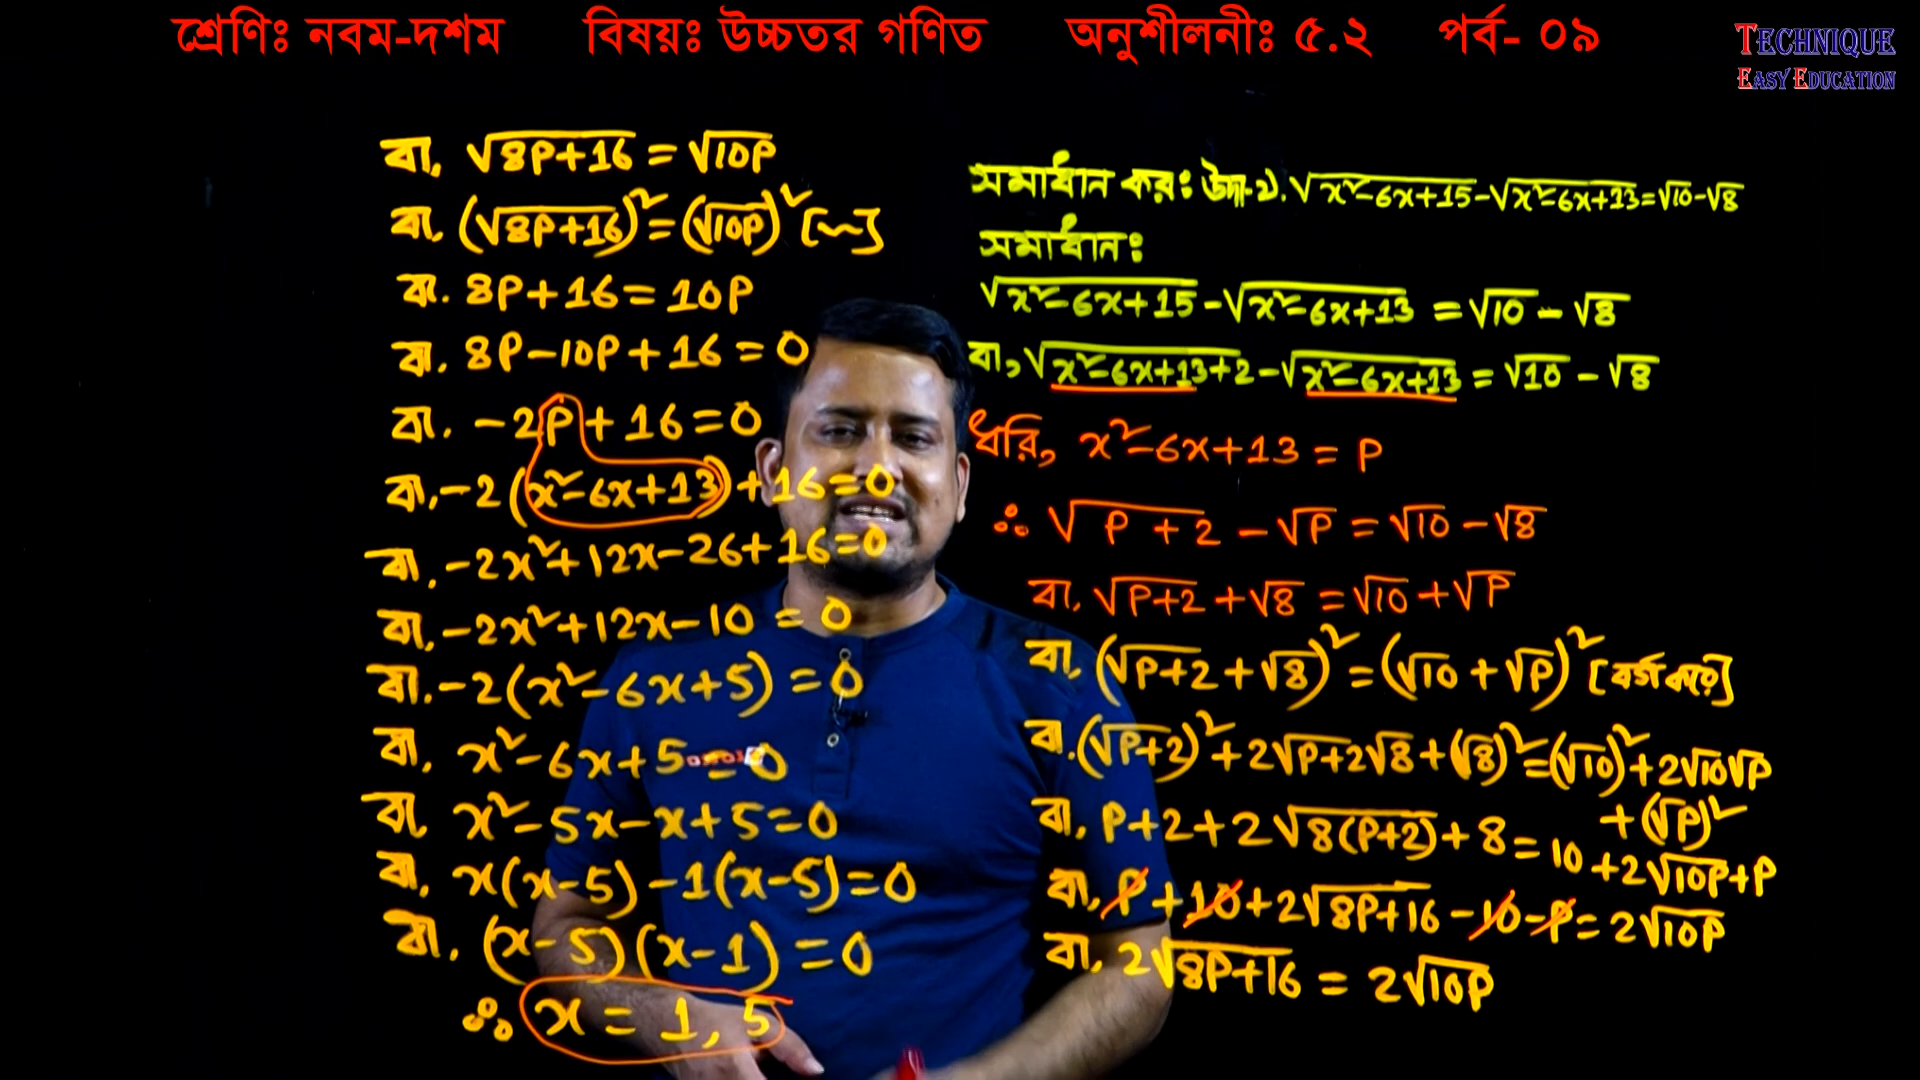 শ্রেণিঃ নবম-দশম বিষয়ঃ উচ্চতর গণিত অনুশীলনীঃ ৫.২ পর্ব- ০৯
TECHNIQUE
EASY EDUCATION
সমাধান করঃ উদা-১. √(x²-6x+15) - √(x²-6x+13) = √10 - √8
সমাধানঃ
√(x²-6x+15) - √(x²-6x+13) = √10 - √8
বা, √(x²-6x+13+2) - √(x²-6x+13) = √10 - √8
ধরি, x²-6x+13 = P
∴ √(P+2) - √P = √10 - √8
বা, √(P+2) + √8 = √10 + √P
বা, (√(P+2) + √8)² = (√10 + √P)² [বর্গ করে]
বা, (√(P+2))² + 2√(P+2)√8 + (√8)² = (√10)² + 2√10√P
+ (√P)²
বা, P+2+2√(8(P+2)) + 8 = 10 + 2√(10P) + P
বা, P + 10 + 2√(8P+16) - 10 - P = 2√(10P)
বা, 2√(8P+16) = 2√(10P)
বা, √(8P+16) = √(10P)
বা, (√(8P+16))² = (√(10P))² [~]
বা. 8P+16 = 10P
বা. 8P-10P+16 = 0
বা. -2P+16 = 0
বা, -2(x²-6x+13)+16=0
বা, -2x²+12x-26+16=0
বা, -2x²+12x-10 = 0
বা. -2(x²-6x+5) = 0
বা, x²-6x+5 = 0
বা, x²-5x-x+5=0
বা, x(x-5)-1(x-5)=0
বা. (x-5)(x-1) = 0
∴ x = 1, 5